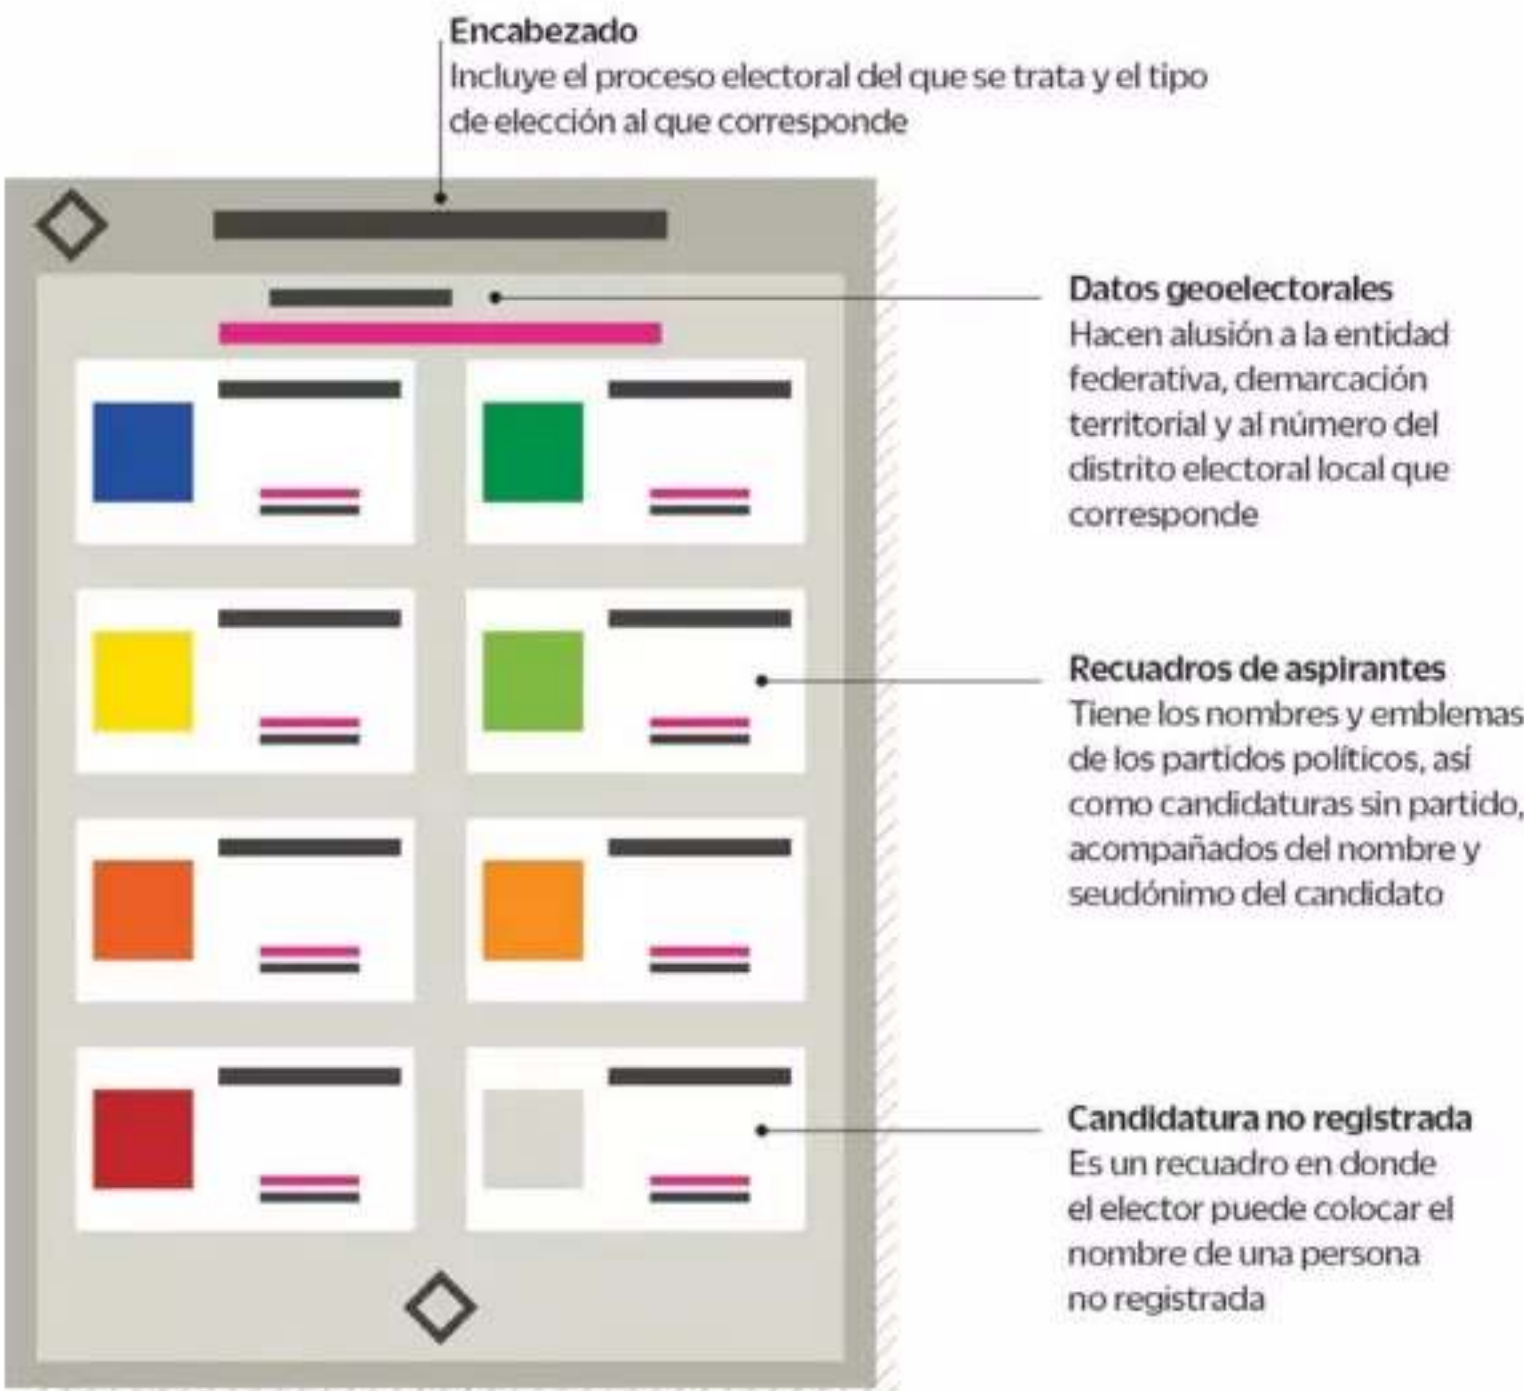 Encabezado
Incluye el proceso electoral del que se trata y el tipo
de elección al que corresponde
Datos geoelectorales
Hacen alusión a la entidad
federativa, demarcación
territorial y al número del
distrito electoral local que
corresponde
Recuadros de aspirantes
Tiene los nombres y emblemas
de los partidos políticos, así
como candidaturas sin partido,
acompañados del nombre y
seudónimo del candidato
Candidatura no registrada
Es un recuadro en donde
el elector puede colocar el
nombre de una persona
no registrada